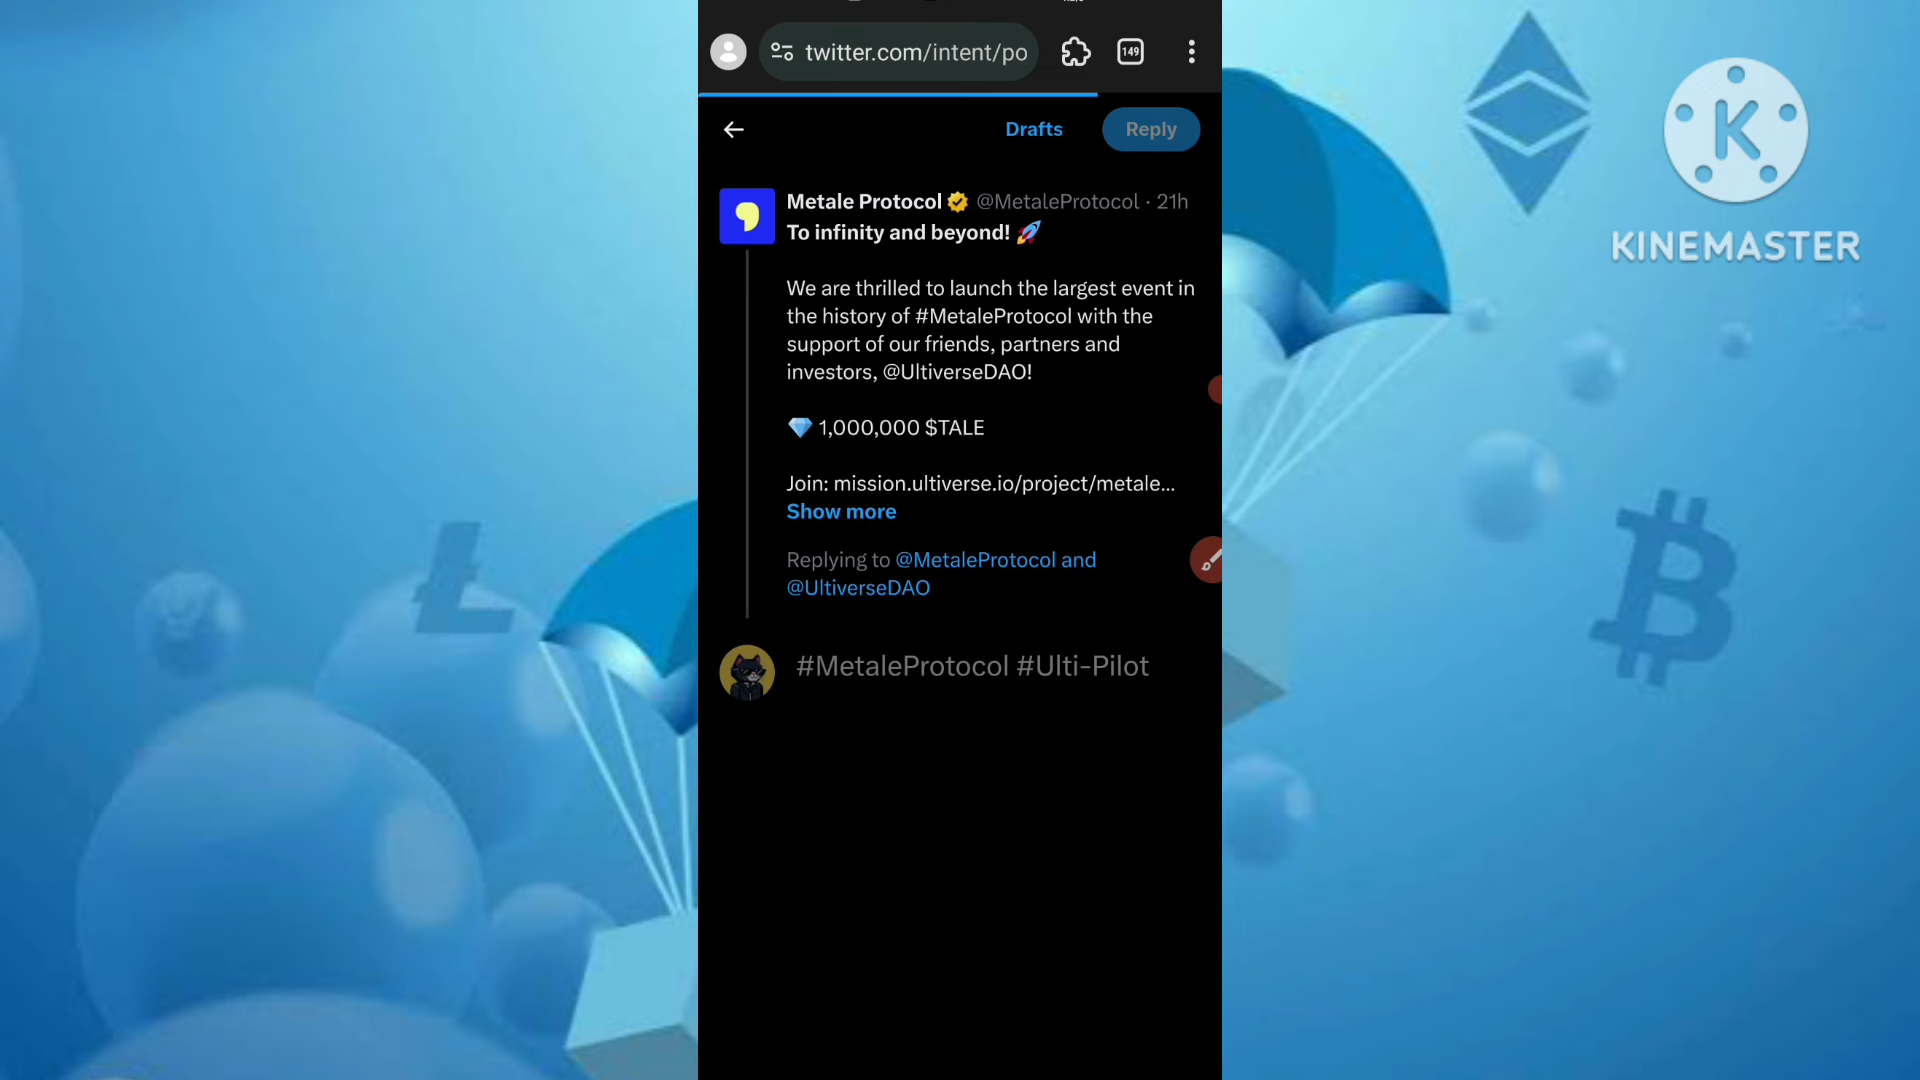 twitter.com/intent/po
149
Drafts
Reply
Metale Protocol @MetaleProtocol · 21h
To infinity and beyond! 🚀
We are thrilled to launch the largest event in
the history of #MetaleProtocol with the
support of our friends, partners and
investors, @UltiverseDAO!
💎 1,000,000 $TALE
Join: mission.ultiverse.io/project/metale...
Show more
Replying to @MetaleProtocol and
@UltiverseDAO
#MetaleProtocol #Ulti-Pilot
K
KINEMASTER